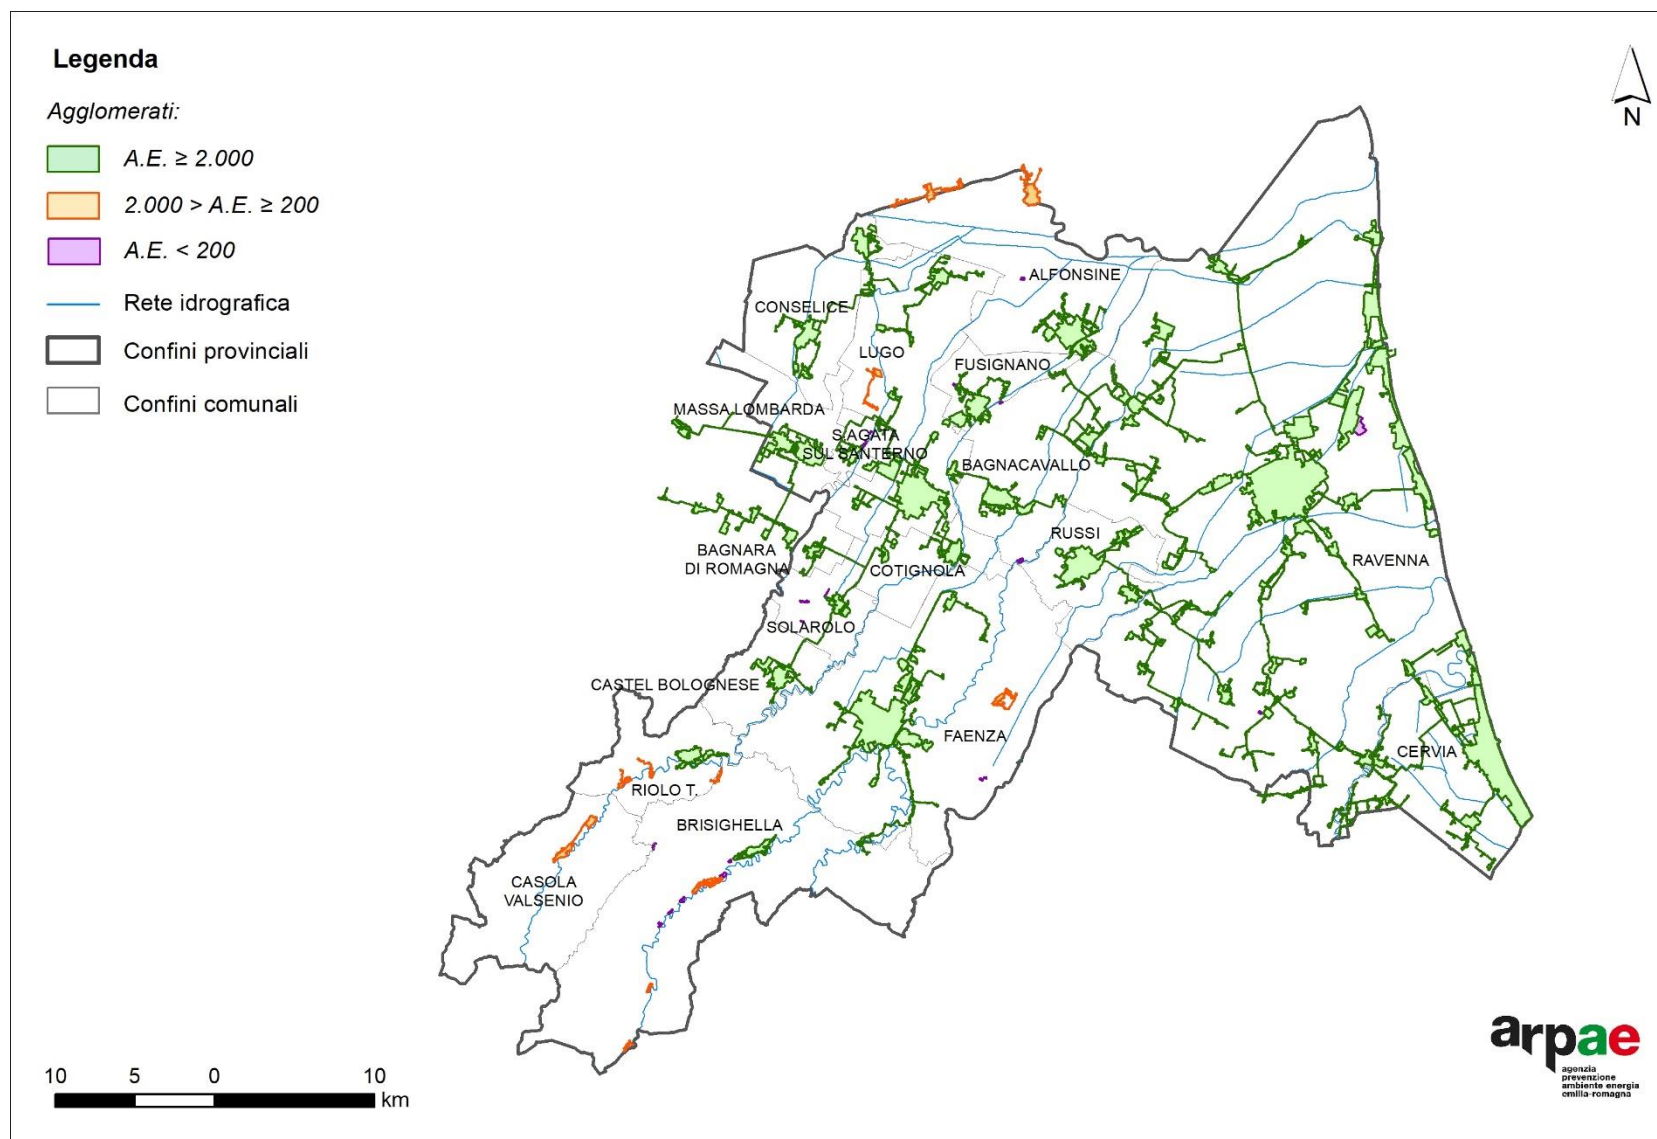 Legenda
Agglomerati:
A.E. ≥ 2.000
2.000 > A.E. ≥ 200
A.E. < 200
Rete idrografica
Confini provinciali
Confini comunali
N
ALFONSINE
CONSELICE
LUGO
FUSIGNANO
MASSA LOMBARDA
S.AGATA
SUL SANTERNO
BAGNACAVALLO
RUSSI
BAGNARA
DI ROMAGNA
COTIGNOLA
RAVENNA
SOLAROLO
CASTEL BOLOGNESE
FAENZA
CERVIA
RIOLO T.
BRISIGHELLA
CASOLA
VALSENIO
10 5 0 10
km
arpae
agenzia
prevenzione
ambiente energia
emilia-romagna